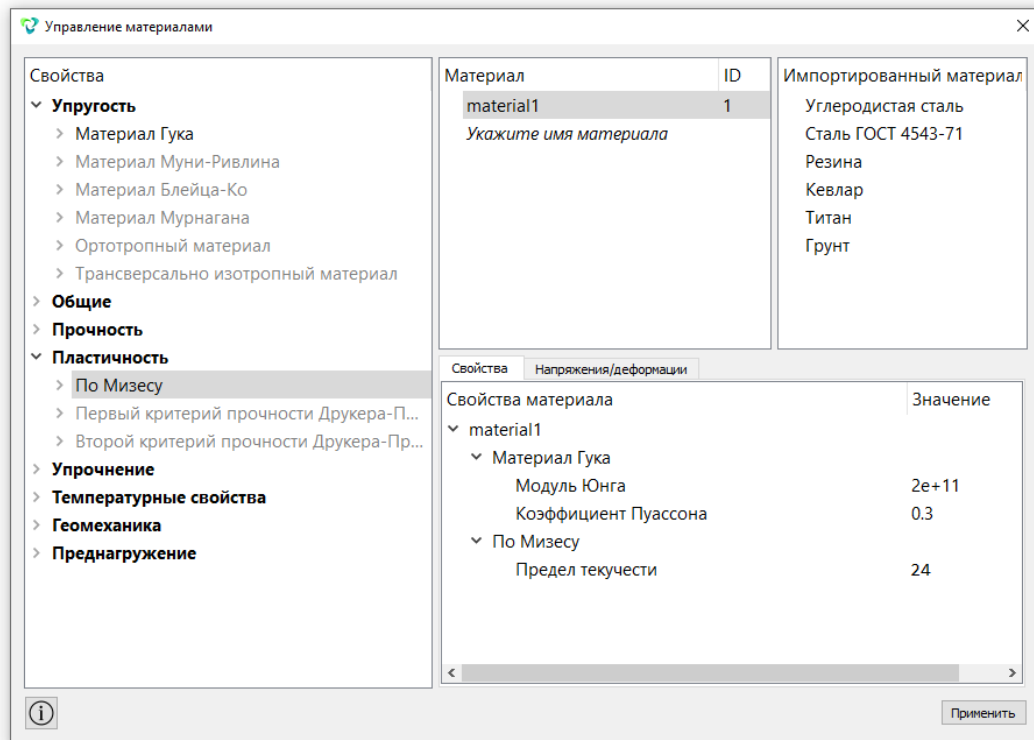 Управление материалами
Свойства
Упругость
Материал Гука
Материал Муни-Ривлина
Материал Блейца-Ко
Материал Мурнагана
Ортотропный материал
Трансверсально изотропный материал
Общие
Прочность
Пластичность
По Мизесу
Первый критерий прочности Друкера-П...
Второй критерий прочности Друкера-Пр...
Упрочнение
Температурные свойства
Геомеханика
Преднагружение
Материал ID
material1 1
Укажите имя материала
Импортированный материал
Углеродистая сталь
Сталь ГОСТ 4543-71
Резина
Кевлар
Титан
Грунт
Свойства Напряжения/деформации
Свойства материала Значение
material1
Материал Гука
Модуль Юнга 2e+11
Коэффициент Пуассона 0.3
По Мизесу
Предел текучести 24
Применить